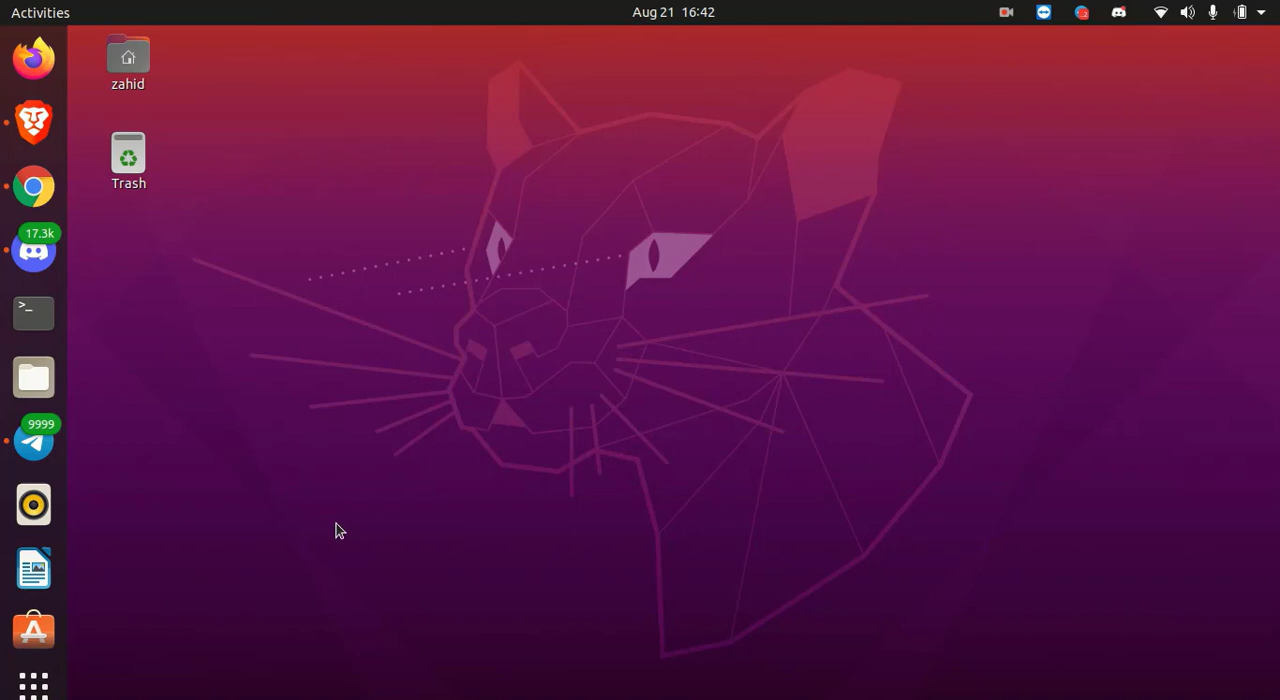 Activities
Aug 21 16:42
zahid
Trash
17.3k
>_
9999